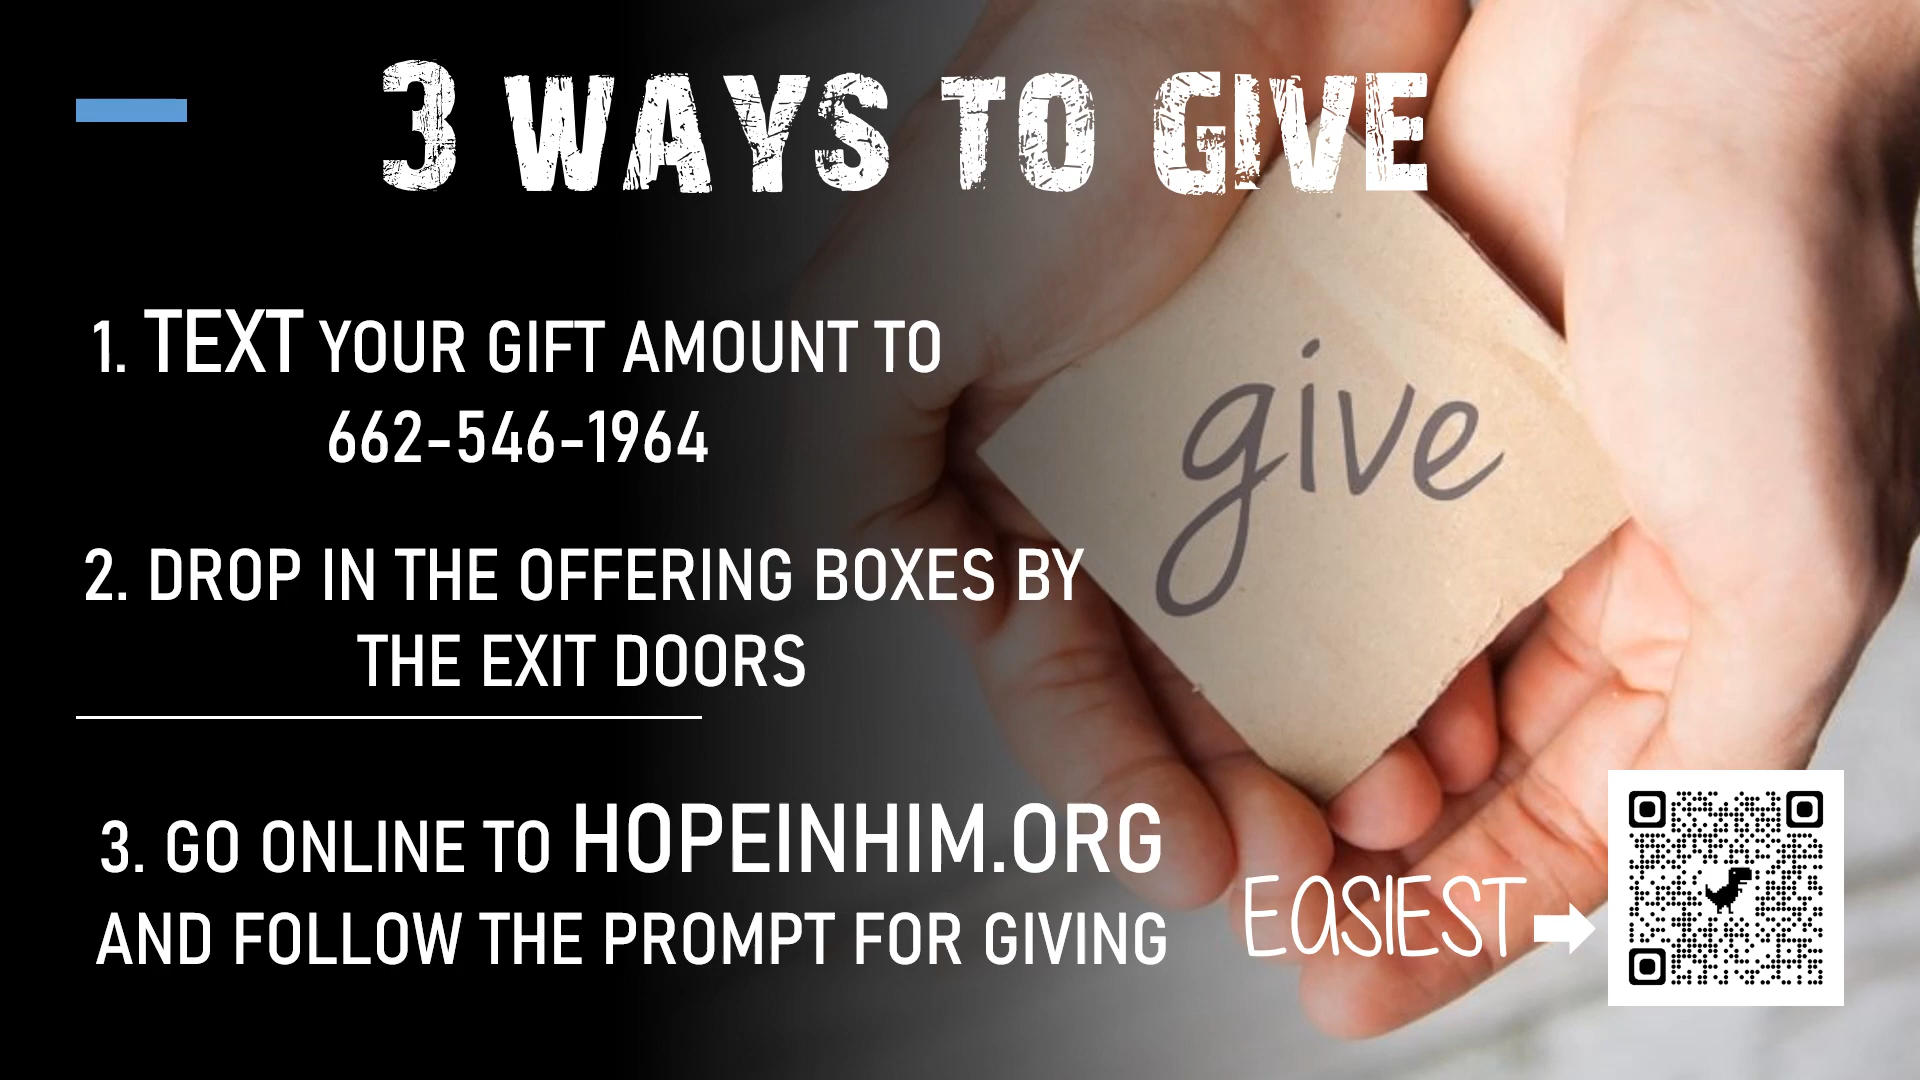 3 WAYS TO GIVE
1. TEXT YOUR GIFT AMOUNT TO
662-546-1964
give
2. DROP IN THE OFFERING BOXES BY
THE EXIT DOORS
3. GO ONLINE TO HOPEINHIM.ORG
AND FOLLOW THE PROMPT FOR GIVING
EASIEST